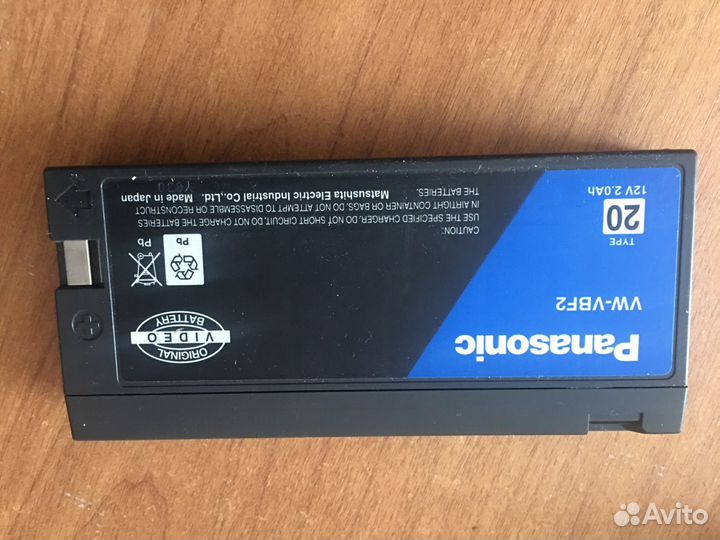 Panasonic
VW-VBF2
TYPE
20
12V 2.0Ah
ORIGINAL
VIDEO
BATTERY
Pb
Pb
CAUTION:
USE THE SPECIFIED CHARGER, DO NOT SHORT CIRCUIT, DO NOT CHARGE THE BATTERIES
IN AIRTIGHT CONTAINER OR BAGS, DO NOT ATTEMPT TO DISASSEMBLE OR RECONSTRUCT
THE BATTERIES.
Matsushita Electric Industrial Co.,Ltd. Made in Japan
+
Avito